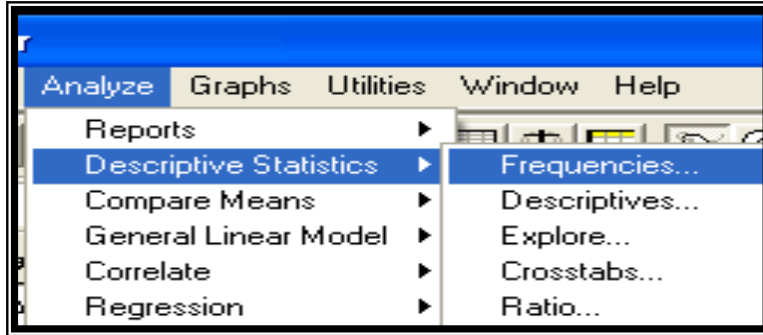 r
Analyze Graphs Utilities Window Help
Reports
Descriptive Statistics Frequencies...
Compare Means Descriptives...
General Linear Model Explore...
Correlate Crosstabs...
Regression Ratio...